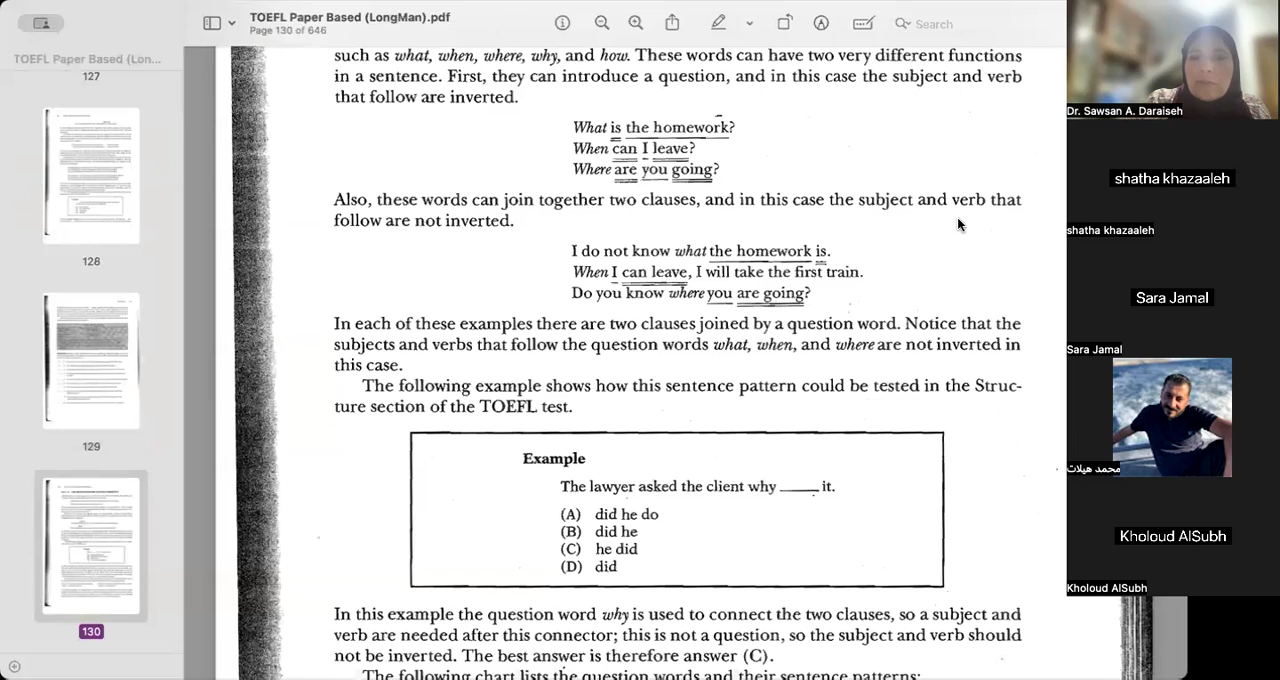 TOEFL Paper Based (LongMan).pdf
Page 130 of 646
Search
TOEFL Paper Based (Lon...
127
128
129
130
such as what, when, where, why, and how. These words can have two very different functions
in a sentence. First, they can introduce a question, and in this case the subject and verb
that follow are inverted.
What is the homework?
When can I leave?
Where are you going?
Also, these words can join together two clauses, and in this case the subject and verb that
follow are not inverted.
I do not know what the homework is.
When I can leave, I will take the first train.
Do you know where you are going?
In each of these examples there are two clauses joined by a question word. Notice that the
subjects and verbs that follow the question words what, when, and where are not inverted in
this case.
The following example shows how this sentence pattern could be tested in the Struc-
ture section of the TOEFL test.
Example
The lawyer asked the client why _____ it.
(A) did he do
(B) did he
(C) he did
(D) did
In this example the question word why is used to connect the two clauses, so a subject and
verb are needed after this connector; this is not a question, so the subject and verb should
not be inverted. The best answer is therefore answer (C).
The following chart lists the question words and their sentence patterns:
Dr. Sawsan A. Daraiseh
shatha khazaaleh
shatha khazaaleh
Sara Jamal
Sara Jamal
محمد هيلات
Kholoud AlSubh
Kholoud AlSubh